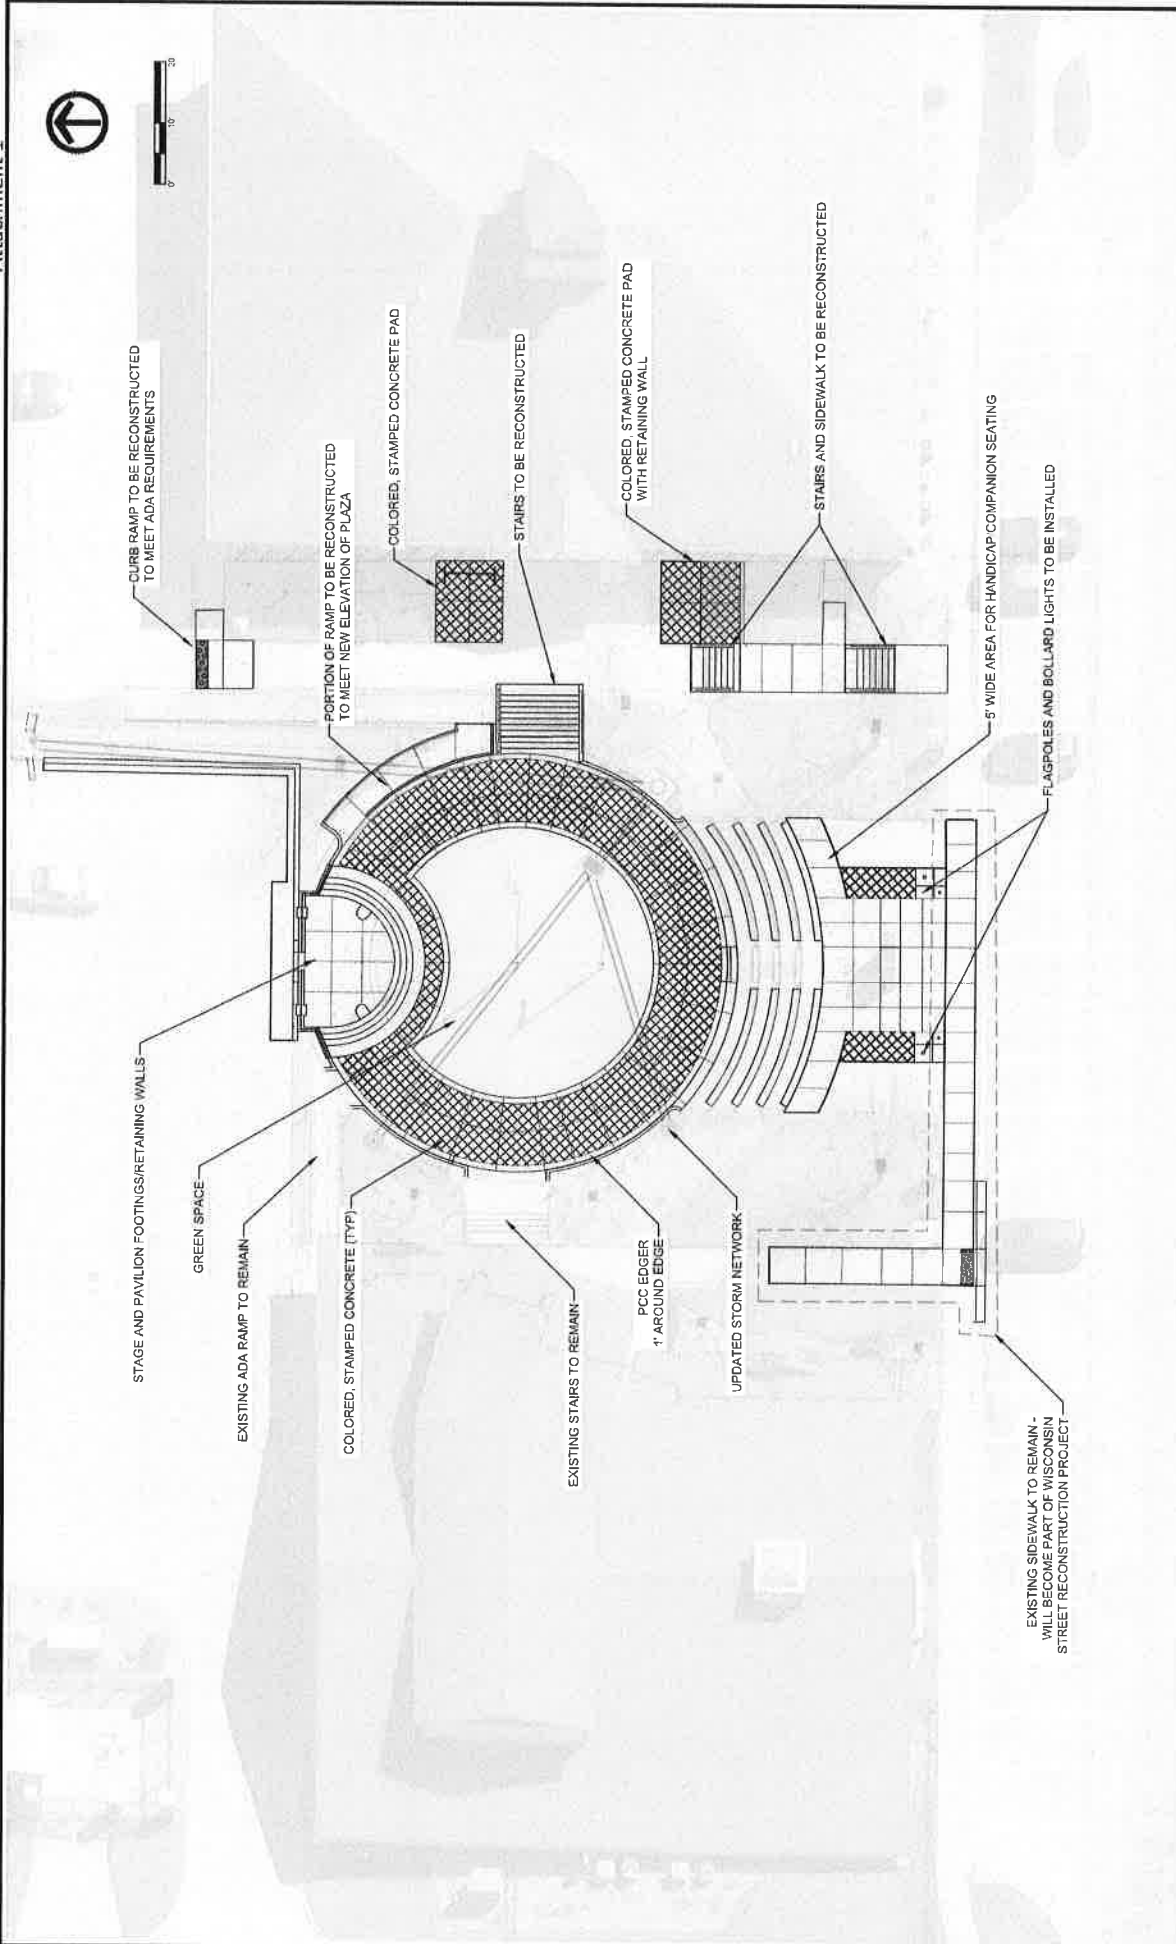 CURB RAMP TO BE RECONSTRUCTED
TO MEET ADA REQUIREMENTS
0'
10'
20
PORTION OF RAMP TO BE RECONSTRUCTED
TO MEET NEW ELEVATION OF PLAZA
COLORED, STAMPED CONCRETE PAD
STAIRS TO BE RECONSTRUCTED
COLORED, STAMPED CONCRETE PAD
WITH RETAINING WALL
STAIRS AND SIDEWALK TO BE RECONSTRUCTED
5' WIDE AREA FOR HANDICAP COMPANION SEATING
FLAGPOLES AND BOLLARD LIGHTS TO BE INSTALLED
STAGE AND PAVILION FOOTINGS/RETAINING WALLS
GREEN SPACE
EXISTING ADA RAMP TO REMAIN
COLORED, STAMPED CONCRETE (TYP)
EXISTING STAIRS TO REMAIN
PCC EDGER
1' AROUND EDGE
UPDATED STORM NETWORK
EXISTING SIDEWALK TO REMAIN -
WILL BECOME PART OF WISCONSIN
STREET RECONSTRUCTION PROJECT